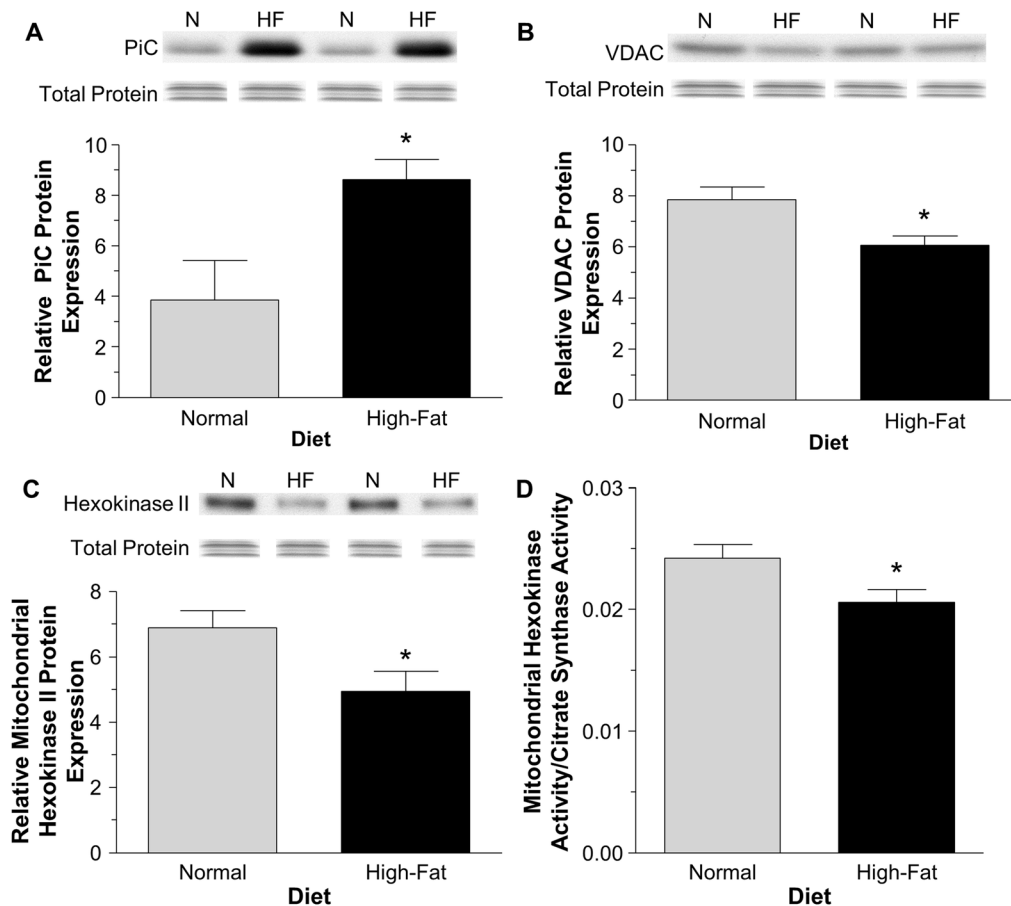 A
N HF N HF
PiC
Total Protein
Relative PiC Protein
Expression
10
8
6
4
2
0
*
Normal High-Fat
Diet
B
N HF N HF
VDAC
Total Protein
Relative VDAC Protein
Expression
10
8
6
4
2
0
*
Normal High-Fat
Diet
C
N HF N HF
Hexokinase II
Total Protein
Relative Mitochondrial
Hexokinase II Protein
Expression
8
6
4
2
0
*
Normal High-Fat
Diet
D
Mitochondrial Hexokinase
Activity/Citrate Synthase Activity
0.03
0.02
0.01
0.00
*
Normal High-Fat
Diet